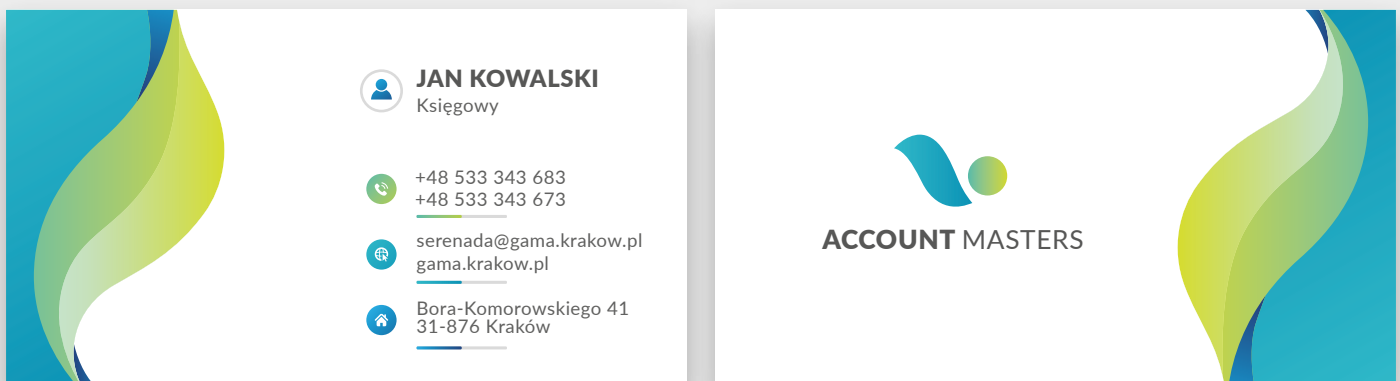 JAN KOWALSKI
Księgowy
+48 533 343 683
+48 533 343 673
serenada@gama.krakow.pl
gama.krakow.pl
Bora-Komorowskiego 41
31-876 Kraków
ACCOUNT MASTERS